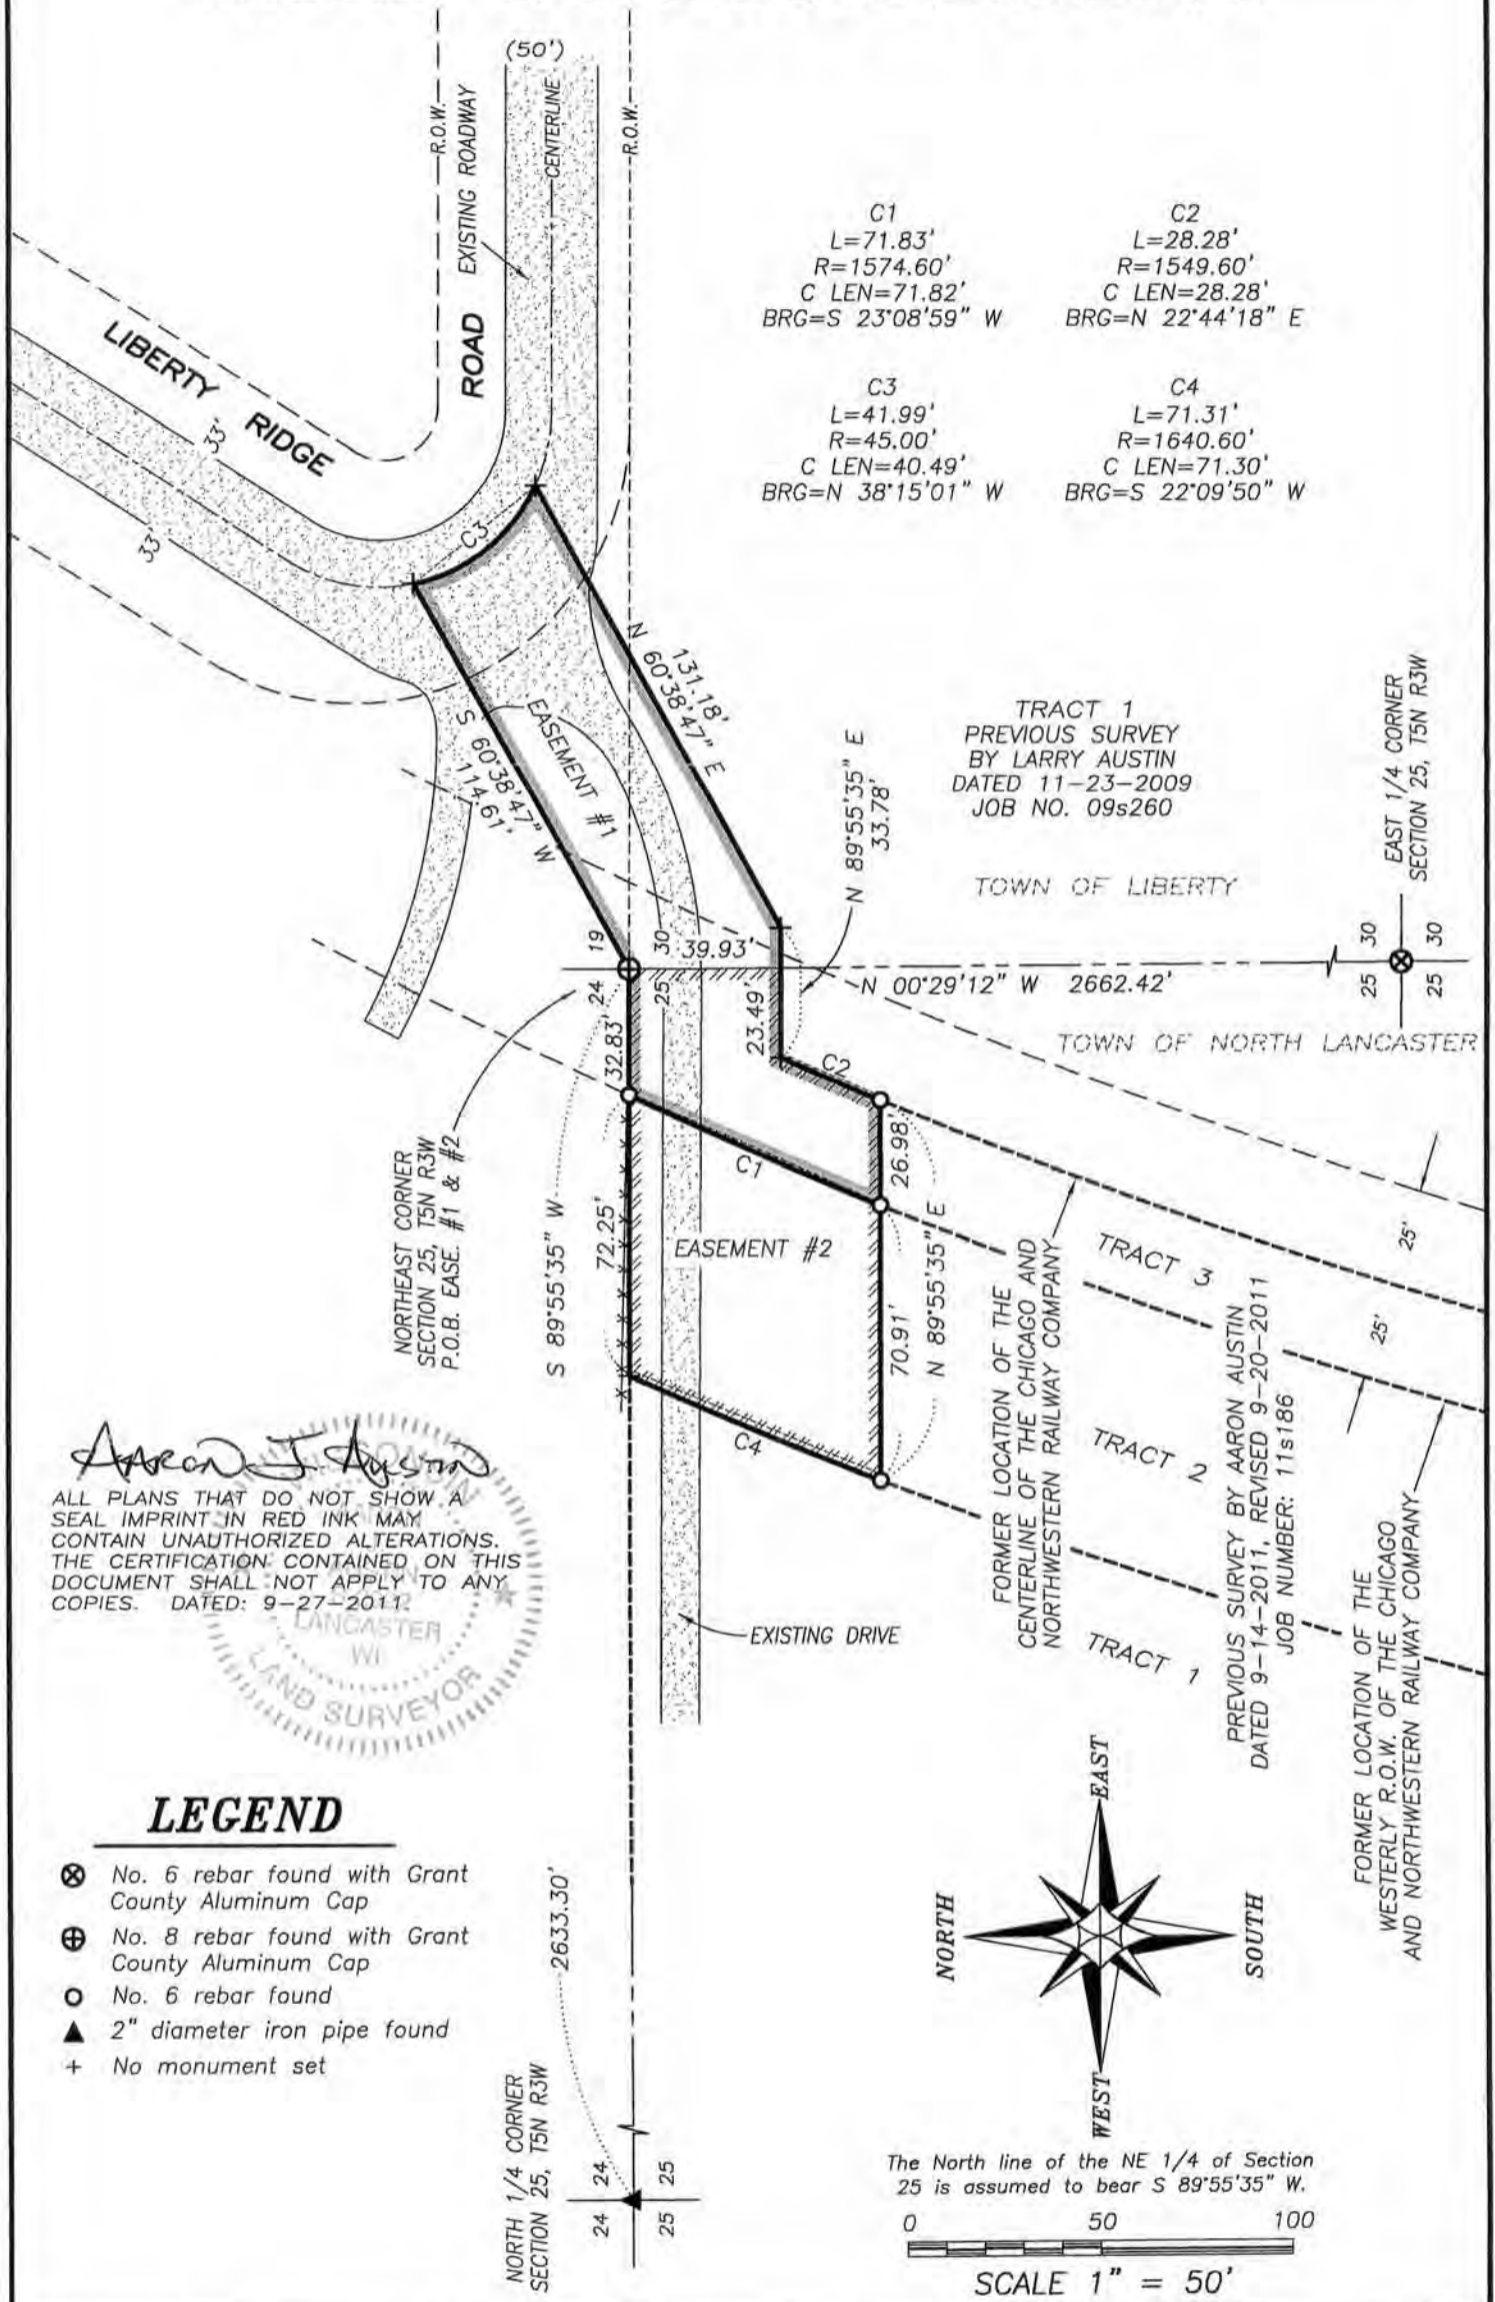 (50')
R.O.W.
EXISTING ROADWAY
CENTERLINE
R.O.W.
ROAD
LIBERTY RIDGE
33'
33'
C1
L=71.83'
R=1574.60'
C LEN=71.82'
BRG=S 23°08'59" W
C2
L=28.28'
R=1549.60'
C LEN=28.28'
BRG=N 22°44'18" E
C3
L=41.99'
R=45.00'
C LEN=40.49'
BRG=N 38°15'01" W
C4
L=71.31'
R=1640.60'
C LEN=71.30'
BRG=S 22°09'50" W
C3
131.18'
N 60°38'47" E
EASEMENT #1
S 60°38'47" W
114.61'
N 89°55'35" E
33.78'
TRACT 1
PREVIOUS SURVEY
BY LARRY AUSTIN
DATED 11-23-2009
JOB NO. 09s260
TOWN OF LIBERTY
EAST 1/4 CORNER
SECTION 25, T5N R3W
30
30
25
25
19
30
24
25
39.93'
N 00°29'12" W 2662.42'
TOWN OF NORTH LANCASTER
23.49'
32.83'
C2
26.98'
C1
NORTHEAST CORNER
SECTION 25, T5N R3W
P.O.B. EASE. #1 & #2
S 89°55'35" W
72.25'
EASEMENT #2
70.91'
N 89°55'35" E
C4
FORMER LOCATION OF THE
CENTERLINE OF THE CHICAGO AND
NORTHWESTERN RAILWAY COMPANY
TRACT 3
25'
25'
TRACT 2
TRACT 1
PREVIOUS SURVEY BY AARON AUSTIN
DATED 9-14-2011, REVISED 9-20-2011
JOB NUMBER: 11s186
FORMER LOCATION OF THE
WESTERLY R.O.W. OF THE CHICAGO
AND NORTHWESTERN RAILWAY COMPANY
EXISTING DRIVE
AARON J AUSTIN
ALL PLANS THAT DO NOT SHOW A
SEAL IMPRINT IN RED INK MAY
CONTAIN UNAUTHORIZED ALTERATIONS.
THE CERTIFICATION CONTAINED ON THIS
DOCUMENT SHALL NOT APPLY TO ANY
COPIES. DATED: 9-27-2011.
WISCONSIN
LANCASTER
WI
LAND SURVEYOR
LEGEND
No. 6 rebar found with Grant
County Aluminum Cap
No. 8 rebar found with Grant
County Aluminum Cap
No. 6 rebar found
2" diameter iron pipe found
No monument set
2633.30'
NORTH 1/4 CORNER
SECTION 25, T5N R3W
24
25
24
25
EAST
NORTH
SOUTH
WEST
The North line of the NE 1/4 of Section
25 is assumed to bear S 89°55'35" W.
0 50 100
SCALE 1" = 50'